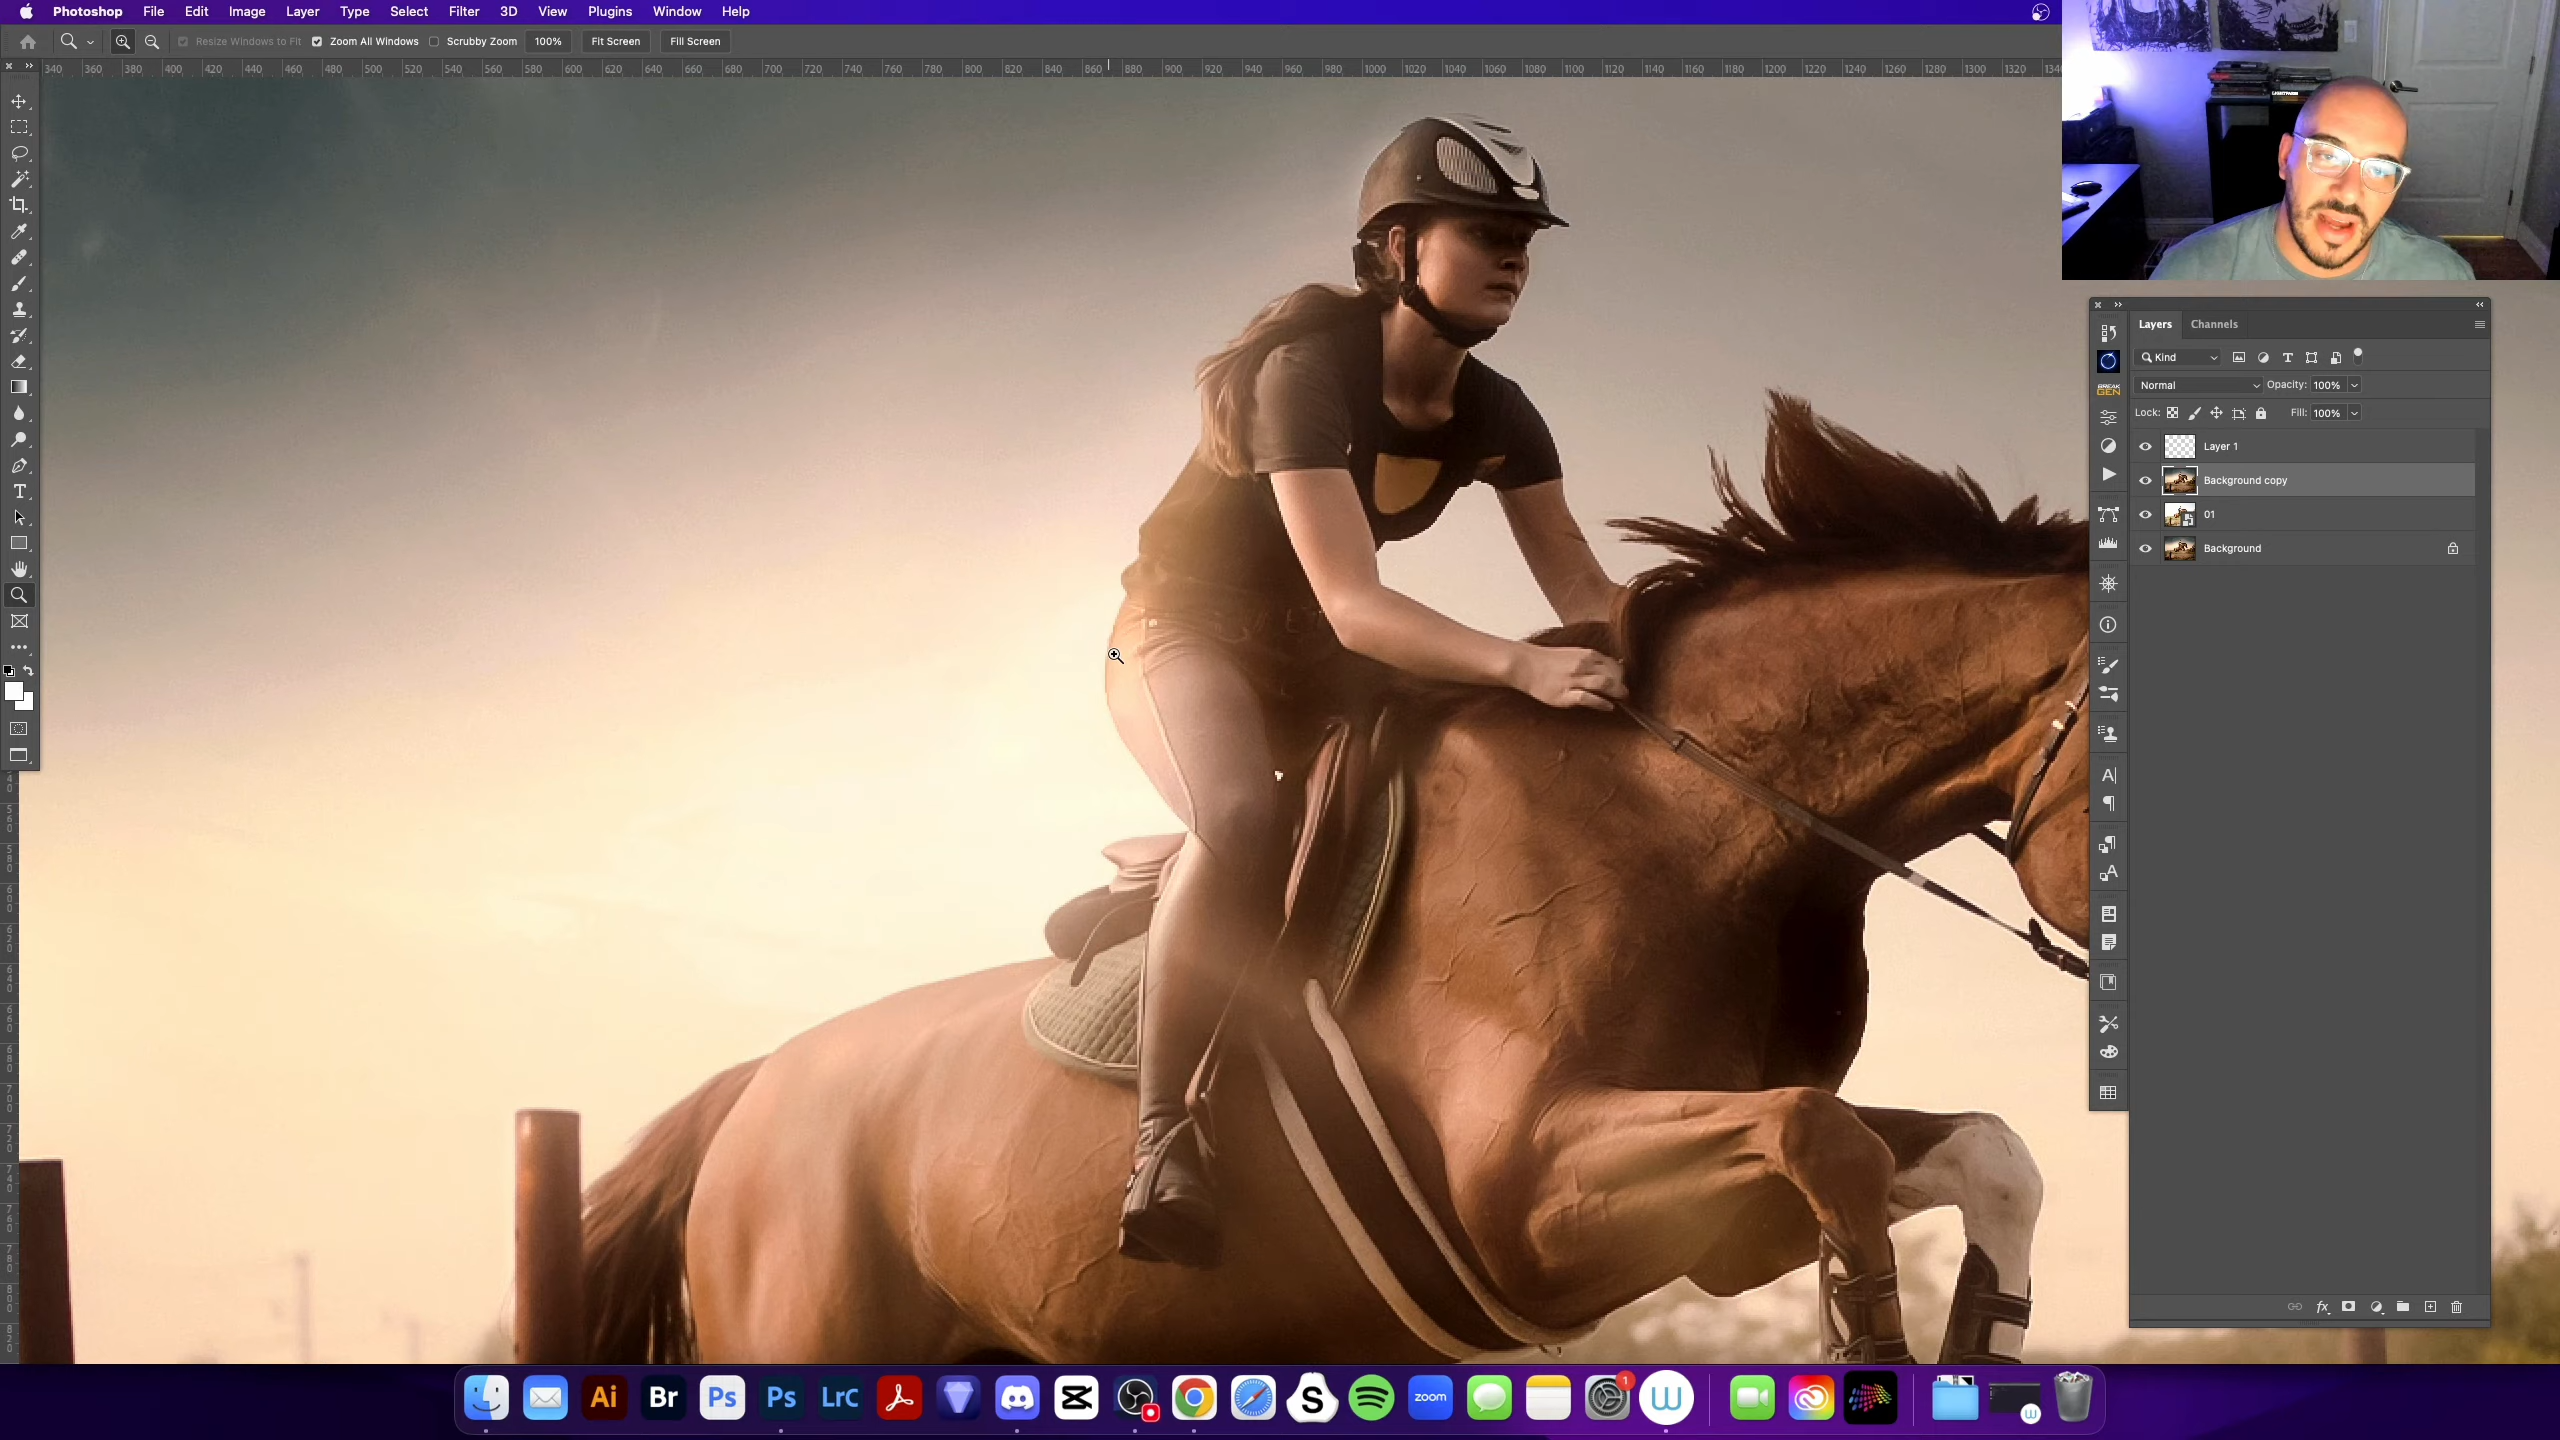 Photoshop File Edit Image Layer Type Select Filter 3D View Plugins Window Help
Resize Windows to Fit Zoom All Windows Scrubby Zoom 100% Fit Screen Fill Screen
340 360 380 400 420 440 460 480 500 520 540 560 580 600 620 640 660 680 700 720 740 760 780 800 820 840 860 880 900 920 940 960 980 1000 1020 1040 1060 1080 1100 1120 1140 1160 1180 1200 1220 1240 1260 1280 1300 1320
Layers Channels
Kind
BREAK
GEN
Normal Opacity: 100%
Lock: Fill: 100%
Layer 1
Background copy
01
Background
fx
Ai Br Ps Ps LrC zoom 1